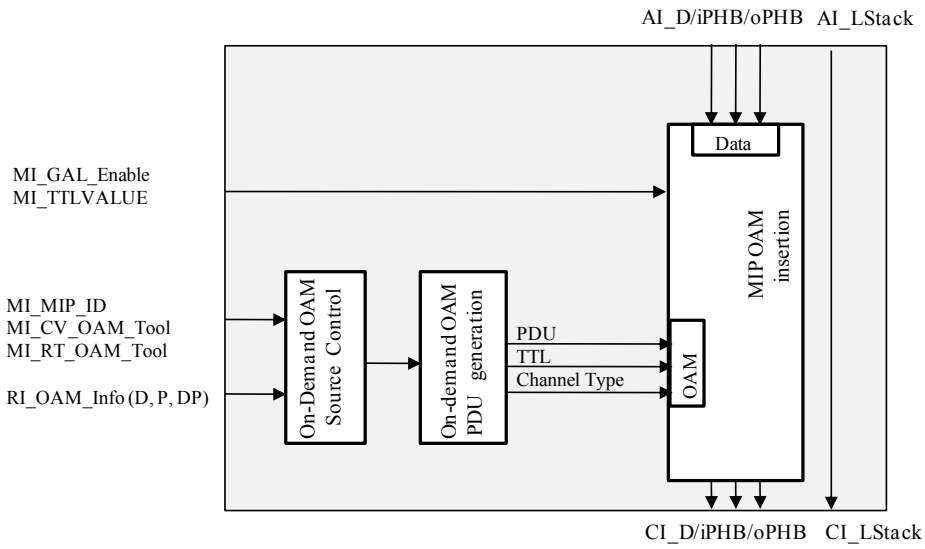 AI_D/iPHB/oPHB AI_LStack
Data
MI_GAL_Enable
MI_TTLVALUE
MIP OAM
insertion
MI_MIP_ID
MI_CV_OAM_Tool
MI_RT_OAM_Tool
RI_OAM_Info (D, P, DP)
On-Demand OAM
Source Control
On-demand OAM
PDU generation
PDU
TTL
Channel Type
OAM
CI_D/iPHB/oPHB CI_LStack